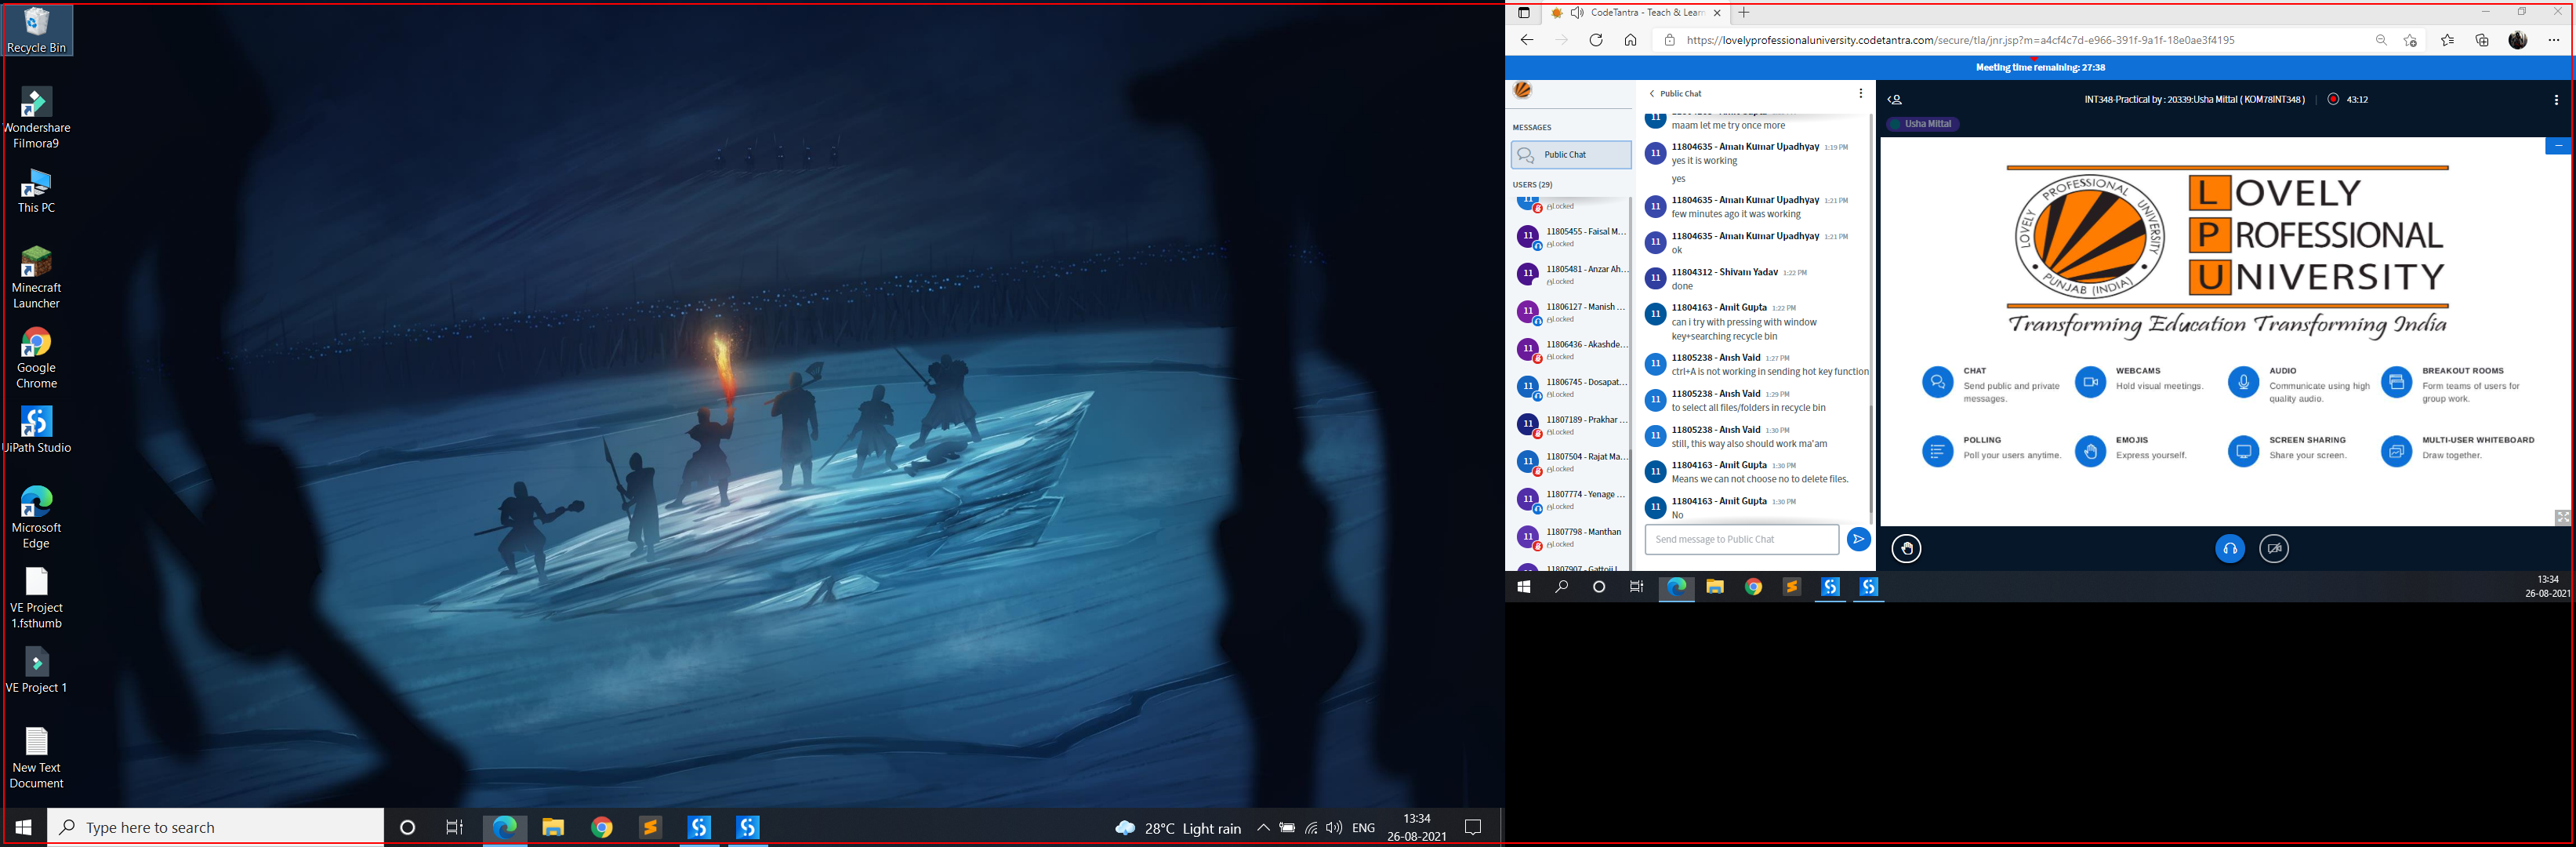 Recycle Bin
Wondershare
Filmora9
This PC
Minecraft
Launcher
Google
Chrome
UiPath Studio
Microsoft
Edge
VE Project
1.fsthumb
VE Project 1
New Text
Document
Type here to search
28°C Light rain
ENG
13:34
26-08-2021
CodeTantra - Teach & Learn
https://lovelyprofessionaluniversity.codetantra.com/secure/tla/jnr.jsp?m=a4cf4c7d-e966-391f-9a1f-18e0ae3f4195
Meeting time remaining: 27:38
MESSAGES
Public Chat
USERS (29)
Locked
11805455 - Faisal M...
Locked
11805481 - Anzar Ah...
Locked
11806127 - Manish ...
Locked
11806436 - Akashde...
Locked
11806745 - Dosapat...
Locked
11807189 - Prakhar ...
Locked
11807504 - Rajat Ma...
Locked
11807774 - Yenage ...
Locked
11807798 - Manthan
Locked
Public Chat
maam let me try once more
11 11804635 - Aman Kumar Upadhyay 1:19 PM
yes it is working
yes
11 11804635 - Aman Kumar Upadhyay 1:21 PM
few minutes ago it was working
11 11804635 - Aman Kumar Upadhyay 1:21 PM
ok
11 11804312 - Shivam Yadav 1:22 PM
done
11 11804163 - Amit Gupta 1:22 PM
can i try with pressing with window
key+searching recycle bin
11 11805238 - Ansh Vaid 1:27 PM
ctrl+A is not working in sending hot key function
11 11805238 - Ansh Vaid 1:29 PM
to select all files/folders in recycle bin
11 11805238 - Ansh Vaid 1:30 PM
still, this way also should work ma'am
11 11804163 - Amit Gupta 1:30 PM
Means we can not choose no to delete files.
11 11804163 - Amit Gupta 1:30 PM
No
Send message to Public Chat
INT348-Practical by : 20339:Usha Mittal ( KOM78INT348 )
43:12
Usha Mittal
LOVELY PROFESSIONAL UNIVERSITY
PUNJAB (INDIA)
LOVELY
PROFESSIONAL
UNIVERSITY
Transforming Education Transforming India
CHAT
Send public and private
messages.
WEBCAMS
Hold visual meetings.
AUDIO
Communicate using high
quality audio.
BREAKOUT ROOMS
Form teams of users for
group work.
POLLING
Poll your users anytime.
EMOJIS
Express yourself.
SCREEN SHARING
Share your screen.
MULTI-USER WHITEBOARD
Draw together.
13:34
26-08-2021